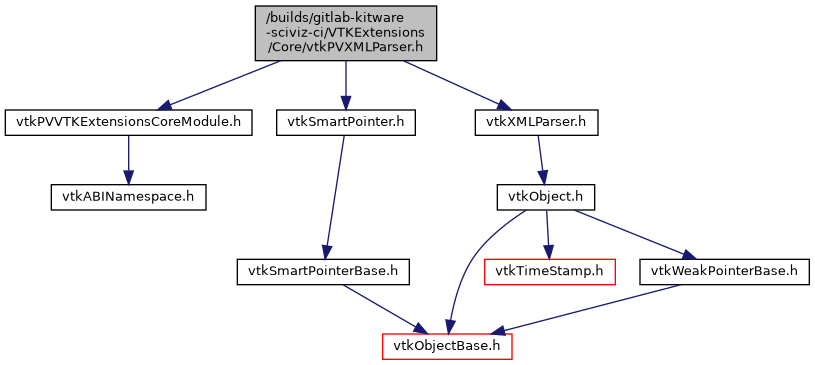 /builds/gitlab-kitware
-sciviz-ci/VTKExtensions
/Core/vtkPVXMLParser.h
vtkPVVTKExtensionsCoreModule.h
vtkSmartPointer.h
vtkXMLParser.h
vtkABINamespace.h
vtkObject.h
vtkSmartPointerBase.h
vtkTimeStamp.h
vtkWeakPointerBase.h
vtkObjectBase.h